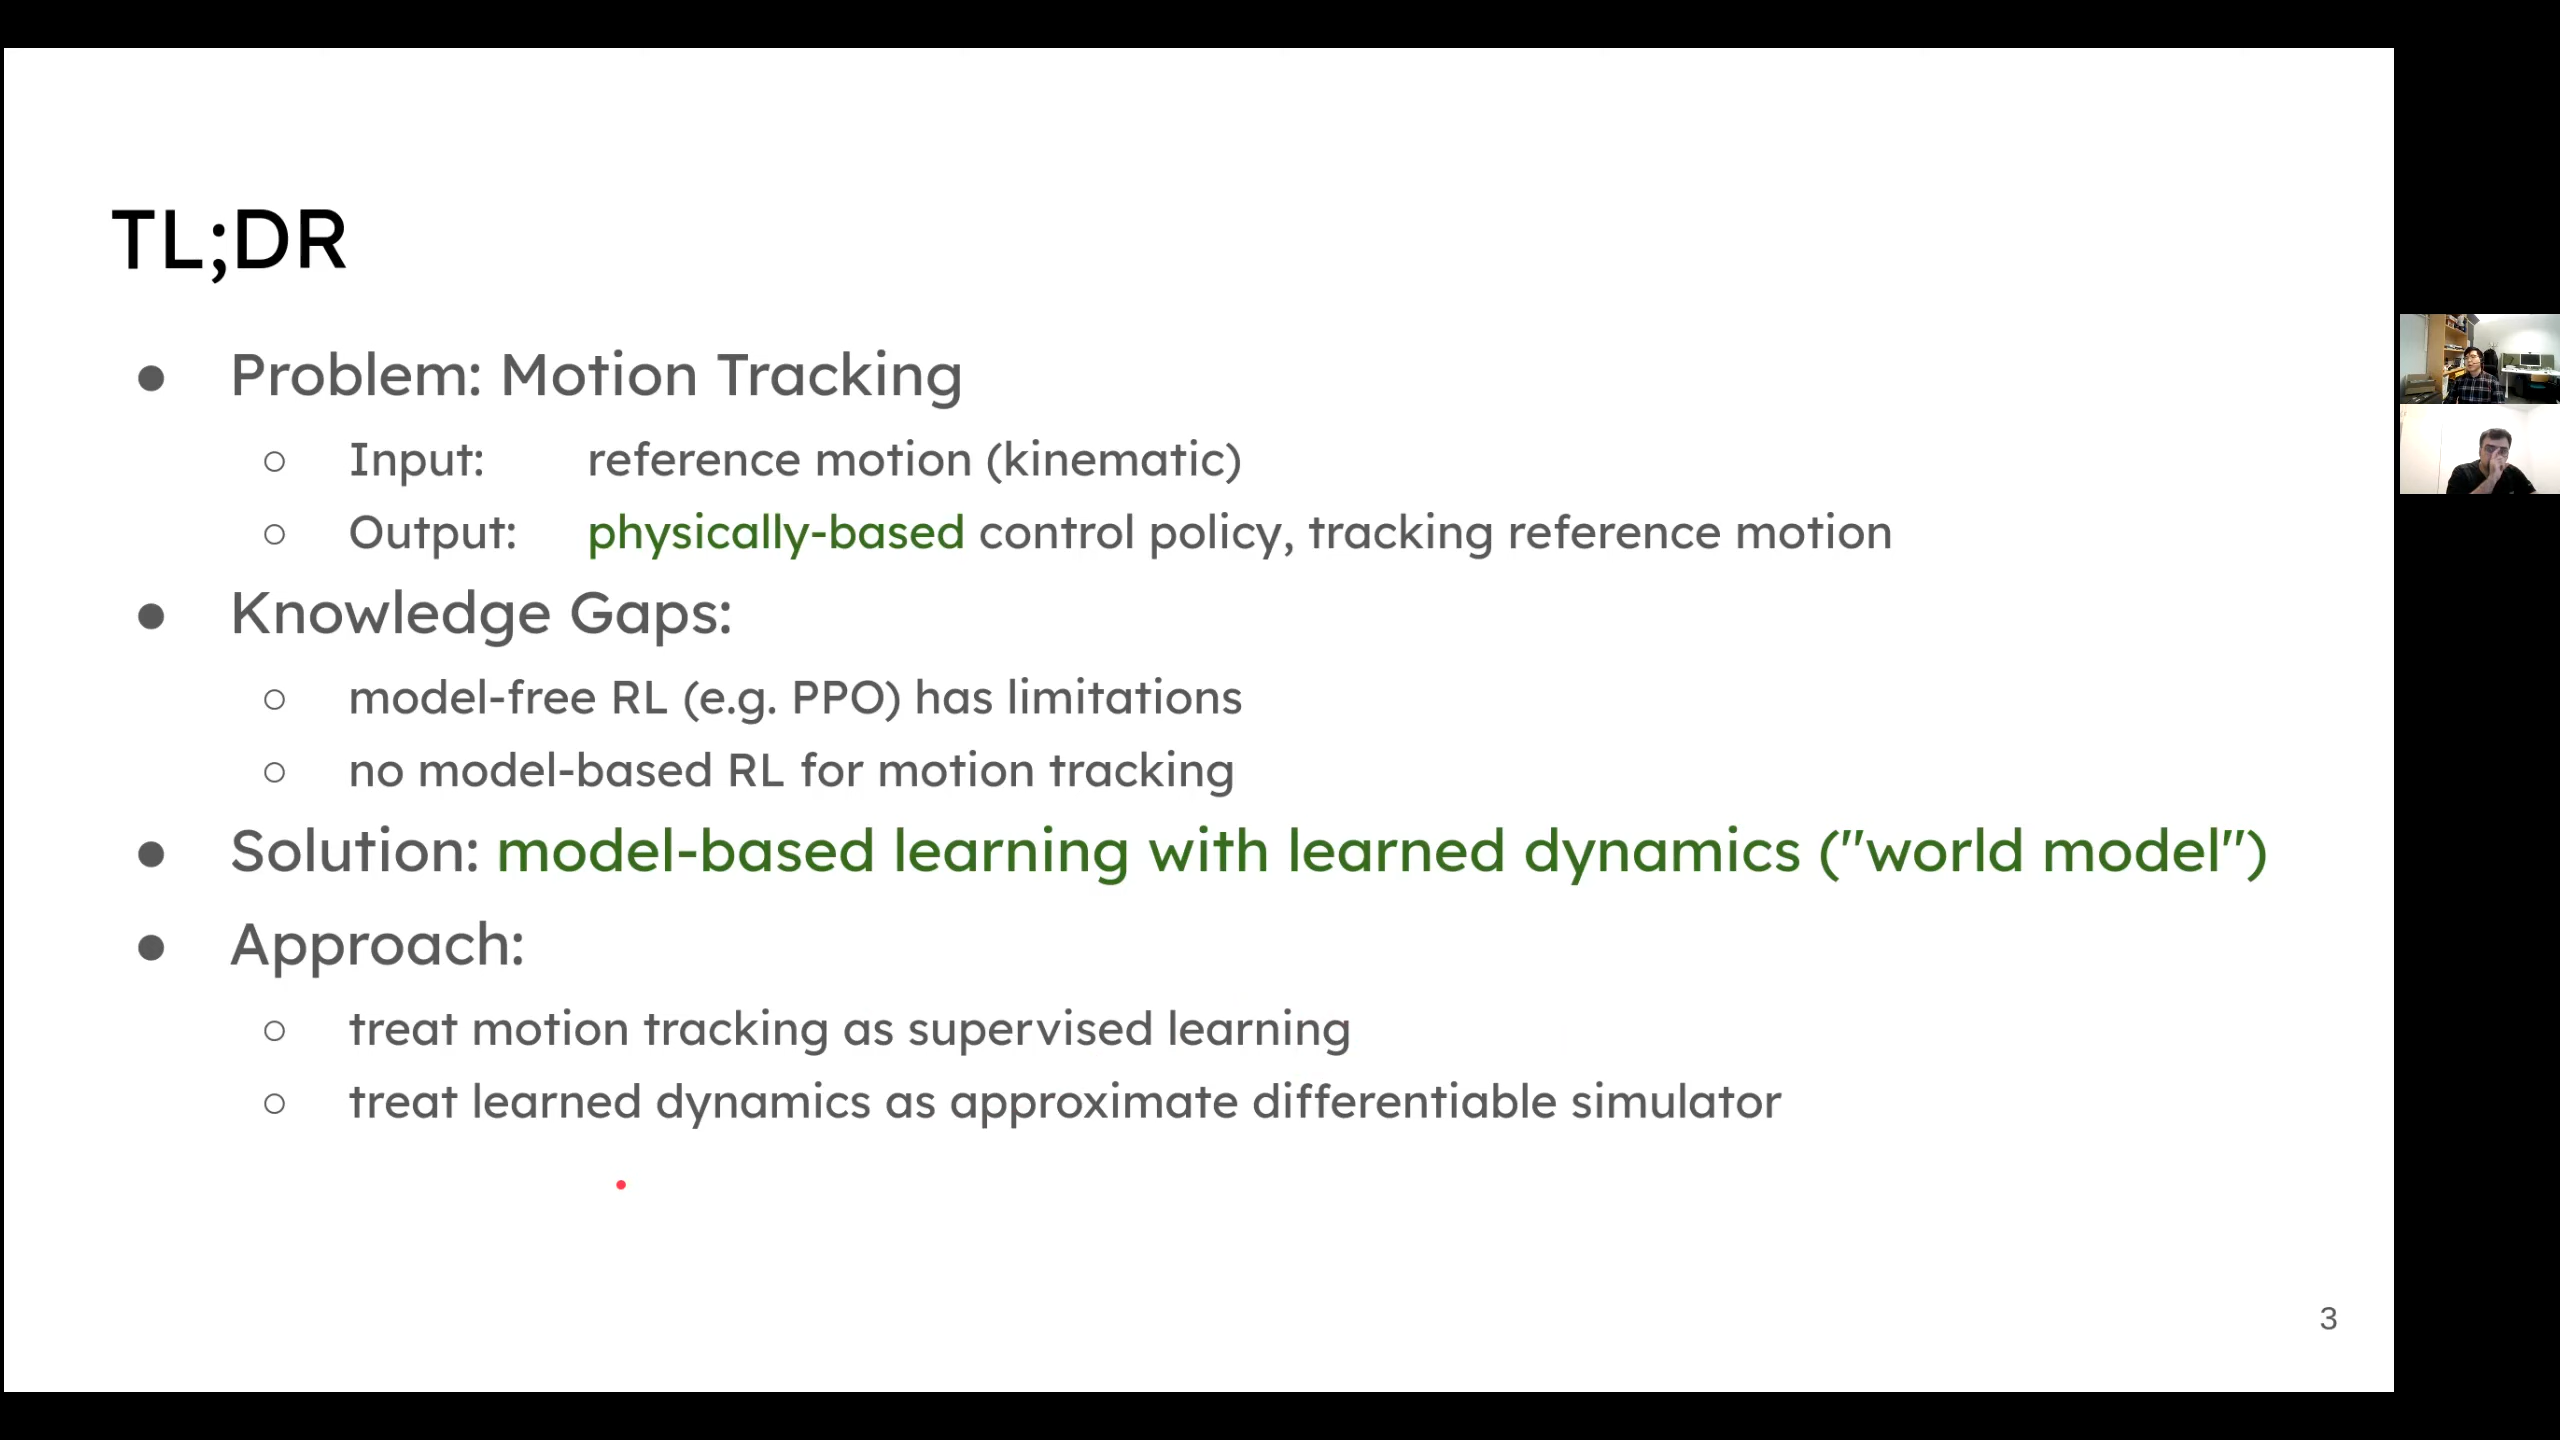 TL;DR
● Problem: Motion Tracking
○ Input: reference motion (kinematic)
○ Output: physically-based control policy, tracking reference motion
● Knowledge Gaps:
○ model-free RL (e.g. PPO) has limitations
○ no model-based RL for motion tracking
● Solution: model-based learning with learned dynamics ("world model")
● Approach:
○ treat motion tracking as supervised learning
○ treat learned dynamics as approximate differentiable simulator
3